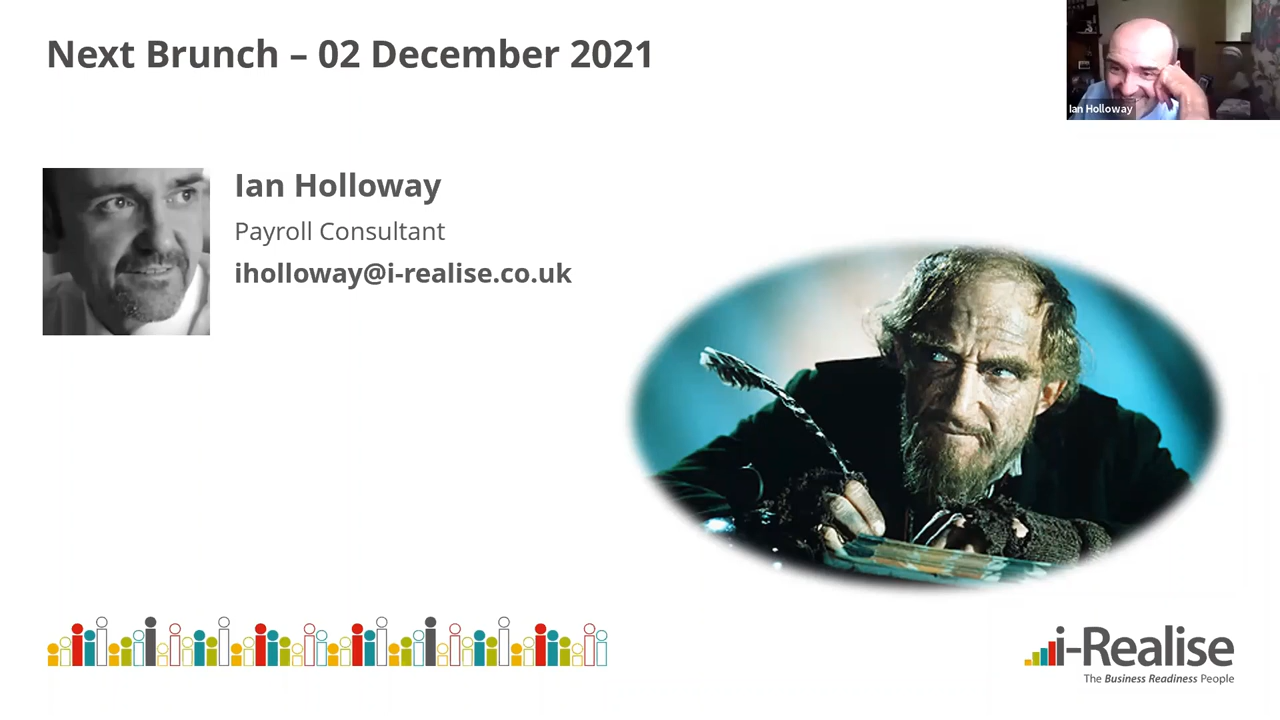 Next Brunch – 02 December 2021
Ian Holloway
Ian Holloway
Payroll Consultant
iholloway@i-realise.co.uk
i-Realise
The Business Readiness People